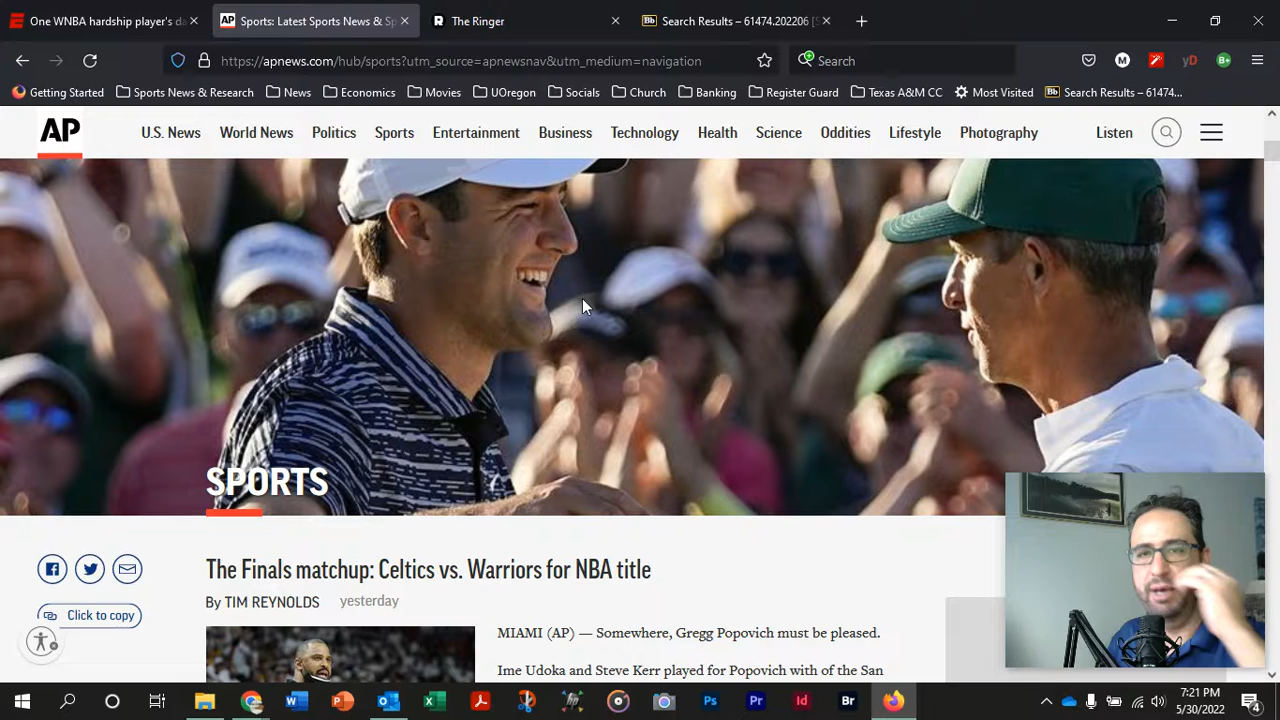 One WNBA hardship player's da
Sports: Latest Sports News & Sp
The Ringer
Search Results – 61474.202206 [S
https://apnews.com/hub/sports?utm_source=apnewsnav&utm_medium=navigation
Search
Getting Started
Sports News & Research
News
Economics
Movies
UOregon
Socials
Church
Banking
Register Guard
Texas A&M CC
Most Visited
Search Results – 61474...
AP
U.S. News
World News
Politics
Sports
Entertainment
Business
Technology
Health
Science
Oddities
Lifestyle
Photography
Listen
SPORTS
The Finals matchup: Celtics vs. Warriors for NBA title
By TIM REYNOLDS yesterday
Click to copy
MIAMI (AP) — Somewhere, Gregg Popovich must be pleased.
Ime Udoka and Steve Kerr played for Popovich with of the San
7:21 PM
5/30/2022